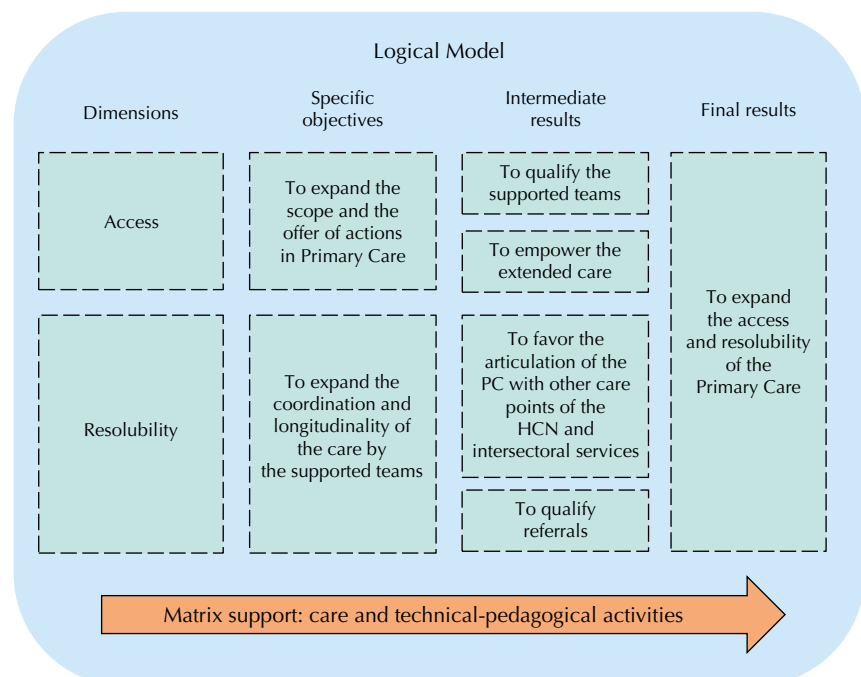 Logical Model
Dimensions
Specific
objectives
Intermediate
results
Final results
Access
To expand the
scope and the
offer of actions
in Primary Care
To qualify the
supported teams
To empower the
extended care
Resolubility
To expand the
coordination and
longitudinality of
the care by
the supported teams
To favor the
articulation of the
PC with other care
points of the
HCN and
intersectoral services
To qualify
referrals
To expand
the access
and resolubility
of the
Primary Care
Matrix support: care and technical-pedagogical activities